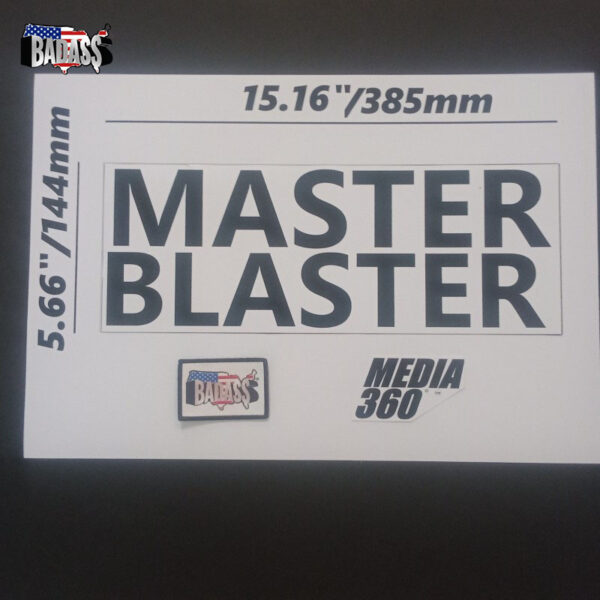 BADASS
15.16"/385mm
5.66"/144mm
MASTER
BLASTER
BADASS
MEDIA
360